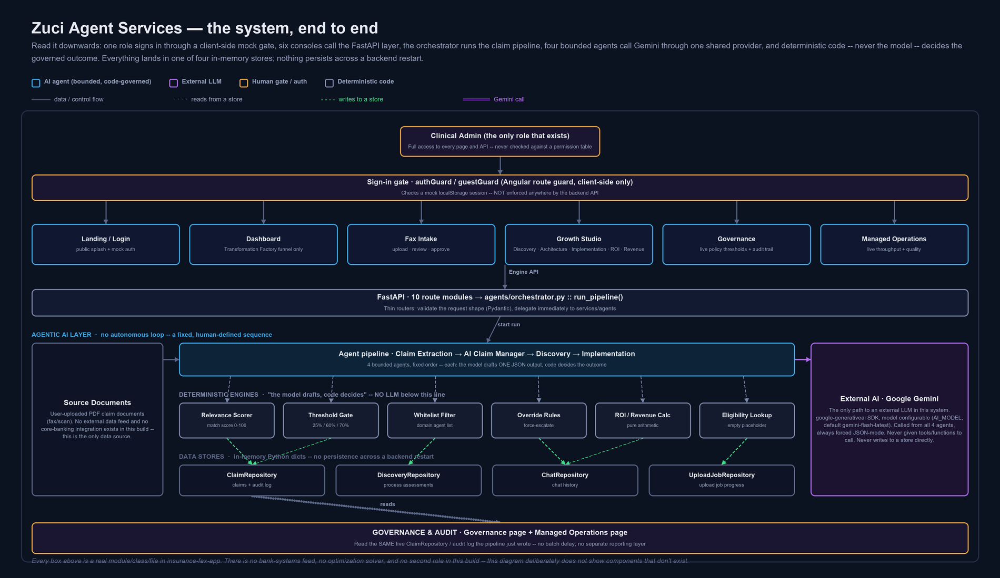 Zuci Agent Services — the system, end to end
Read it downwards: one role signs in through a client-side mock gate, six consoles call the FastAPI layer, the orchestrator runs the claim pipeline, four bounded agents call Gemini through one shared provider, and deterministic code -- never the model -- decides the
governed outcome. Everything lands in one of four in-memory stores; nothing persists across a backend restart.
AI agent (bounded, code-governed)
External LLM
Human gate / auth
Deterministic code
data / control flow
reads from a store
writes to a store
Gemini call
Clinical Admin (the only role that exists)
Full access to every page and API -- never checked against a permission table
Sign-in gate · authGuard / guestGuard (Angular route guard, client-side only)
Checks a mock localStorage session -- NOT enforced anywhere by the backend API
Landing / Login
public splash + mock auth
Dashboard
Transformation Factory funnel only
Fax Intake
upload · review · approve
Growth Studio
Discovery · Architecture · Implementation · ROI · Revenue
Governance
live policy thresholds + audit trail
Managed Operations
live throughput + quality
Engine API
FastAPI · 10 route modules → agents/orchestrator.py :: run_pipeline()
Thin routers: validate the request shape (Pydantic), delegate immediately to services/agents
start run
AGENTIC AI LAYER · no autonomous loop -- a fixed, human-defined sequence
Source Documents
User-uploaded PDF claim documents
(fax/scan). No external data feed and no
core-banking integration exists in this build --
this is the only data source.
Agent pipeline · Claim Extraction → AI Claim Manager → Discovery → Implementation
4 bounded agents, fixed order -- each: the model drafts ONE JSON output, code decides the outcome
DETERMINISTIC ENGINES · "the model drafts, code decides" -- NO LLM below this line
Relevance Scorer
match score 0-100
Threshold Gate
25% / 60% / 70%
Whitelist Filter
domain agent list
Override Rules
force-escalate
ROI / Revenue Calc
pure arithmetic
Eligibility Lookup
empty placeholder
DATA STORES · in-memory Python dicts -- no persistence across a backend restart
ClaimRepository
claims + audit log
DiscoveryRepository
process assessments
ChatRepository
chat history
UploadJobRepository
upload job progress
External AI · Google Gemini
The only path to an external LLM in this system.
google-generativeai SDK, model configurable (AI_MODEL,
default gemini-flash-latest). Called from all 4 agents,
always forced JSON-mode. Never given tools/functions to
call. Never writes to a store directly.
reads
GOVERNANCE & AUDIT · Governance page + Managed Operations page
Read the SAME live ClaimRepository / audit log the pipeline just wrote -- no batch delay, no separate reporting layer
Every box above is a real module/class/file in insurance-fax-app. There is no bank-systems feed, no optimization solver, and no second role in this build -- this diagram deliberately does not show components that don't exist.